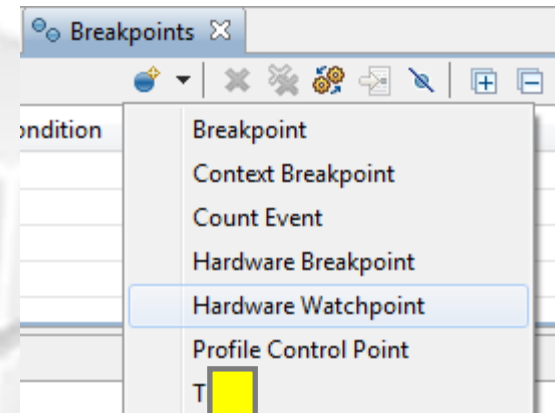 Breakpoints
ondition
Breakpoint
Context Breakpoint
Count Event
Hardware Breakpoint
Hardware Watchpoint
Profile Control Point